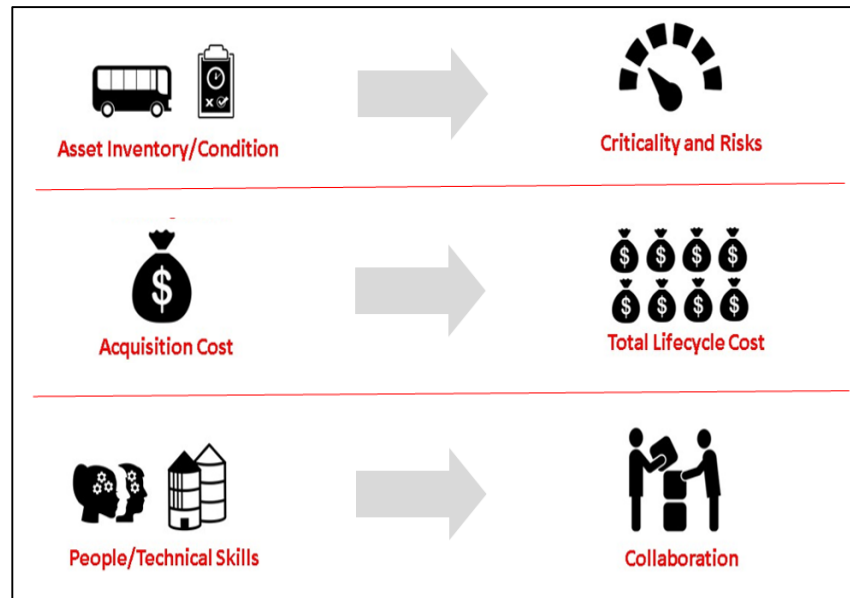 Asset Inventory/Condition
Criticality and Risks
$
Acquisition Cost
$ $ $ $
$ $ $ $
Total Lifecycle Cost
People/Technical Skills
Collaboration